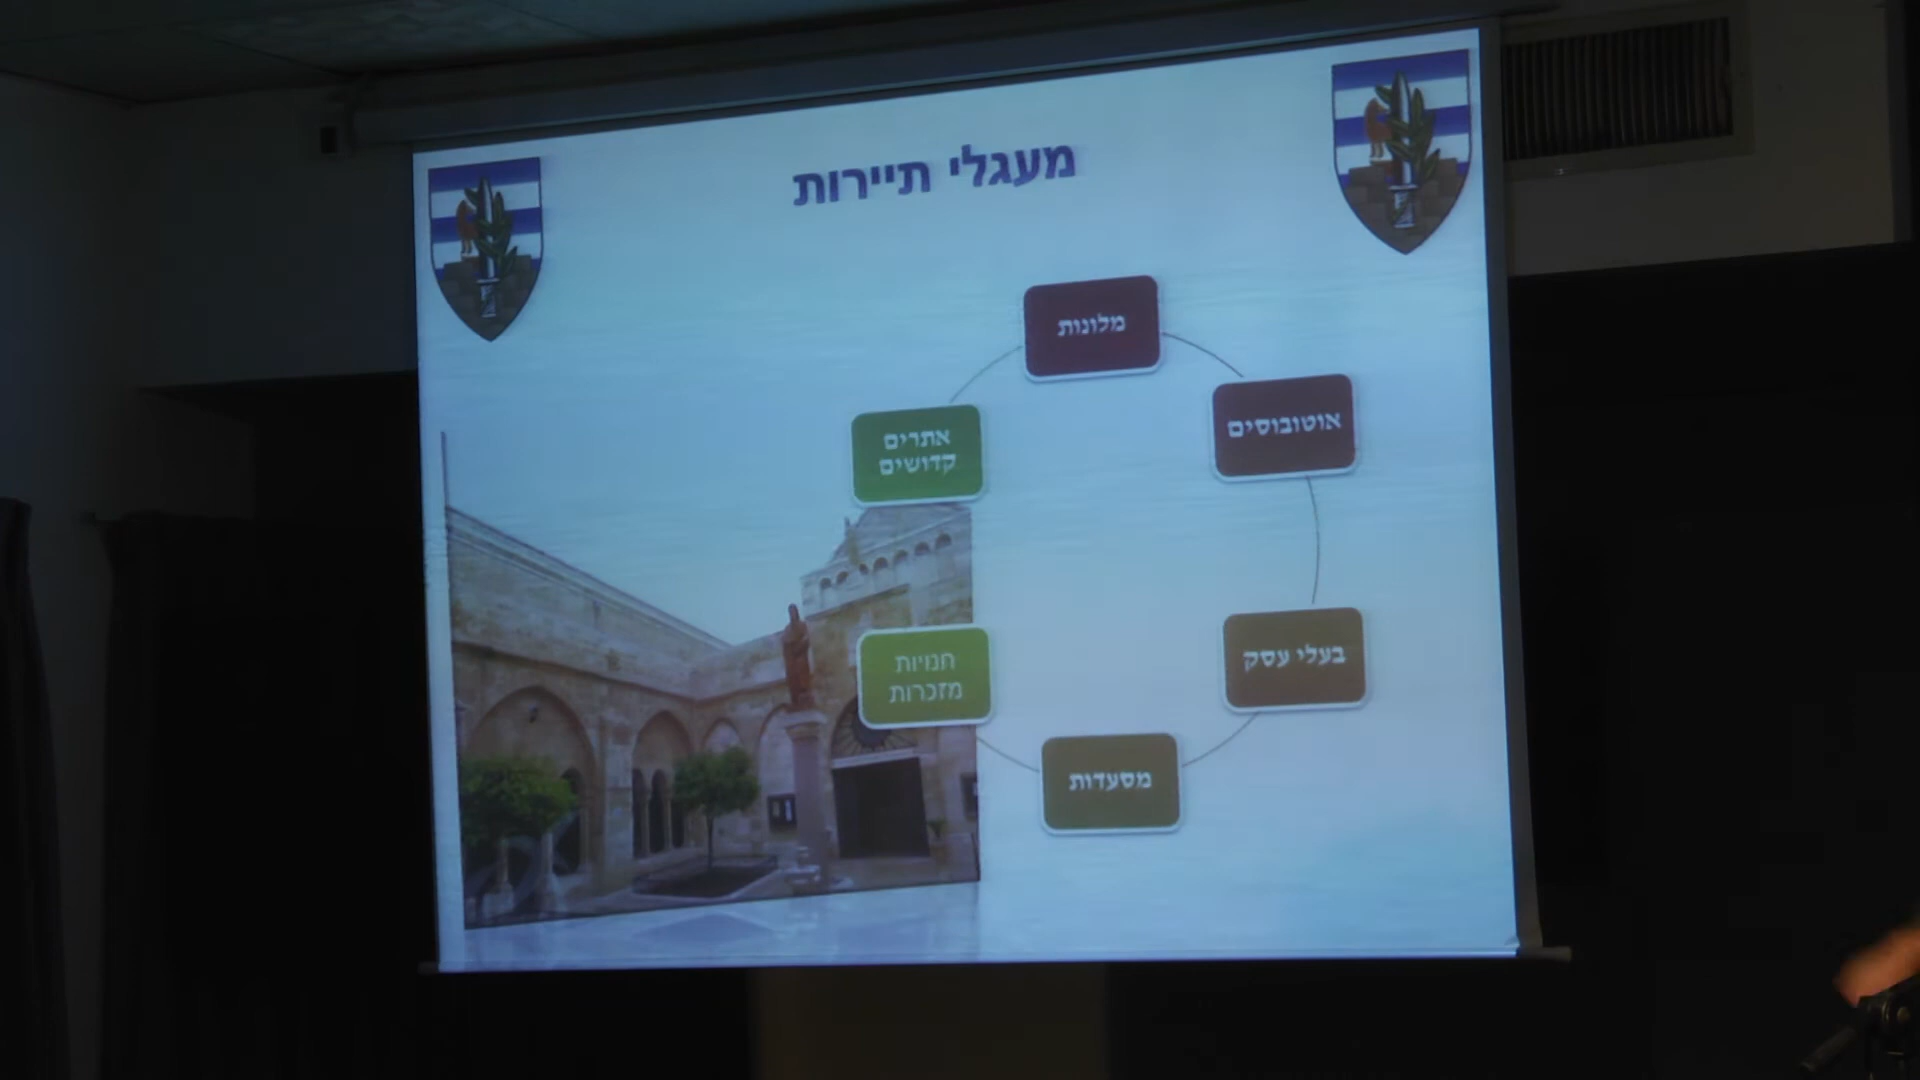 מעגלי תיירות
מלונות
אוטובוסים
בעלי עסק
מסעדות
חנויות
מזכרות
אתרים
קדושים